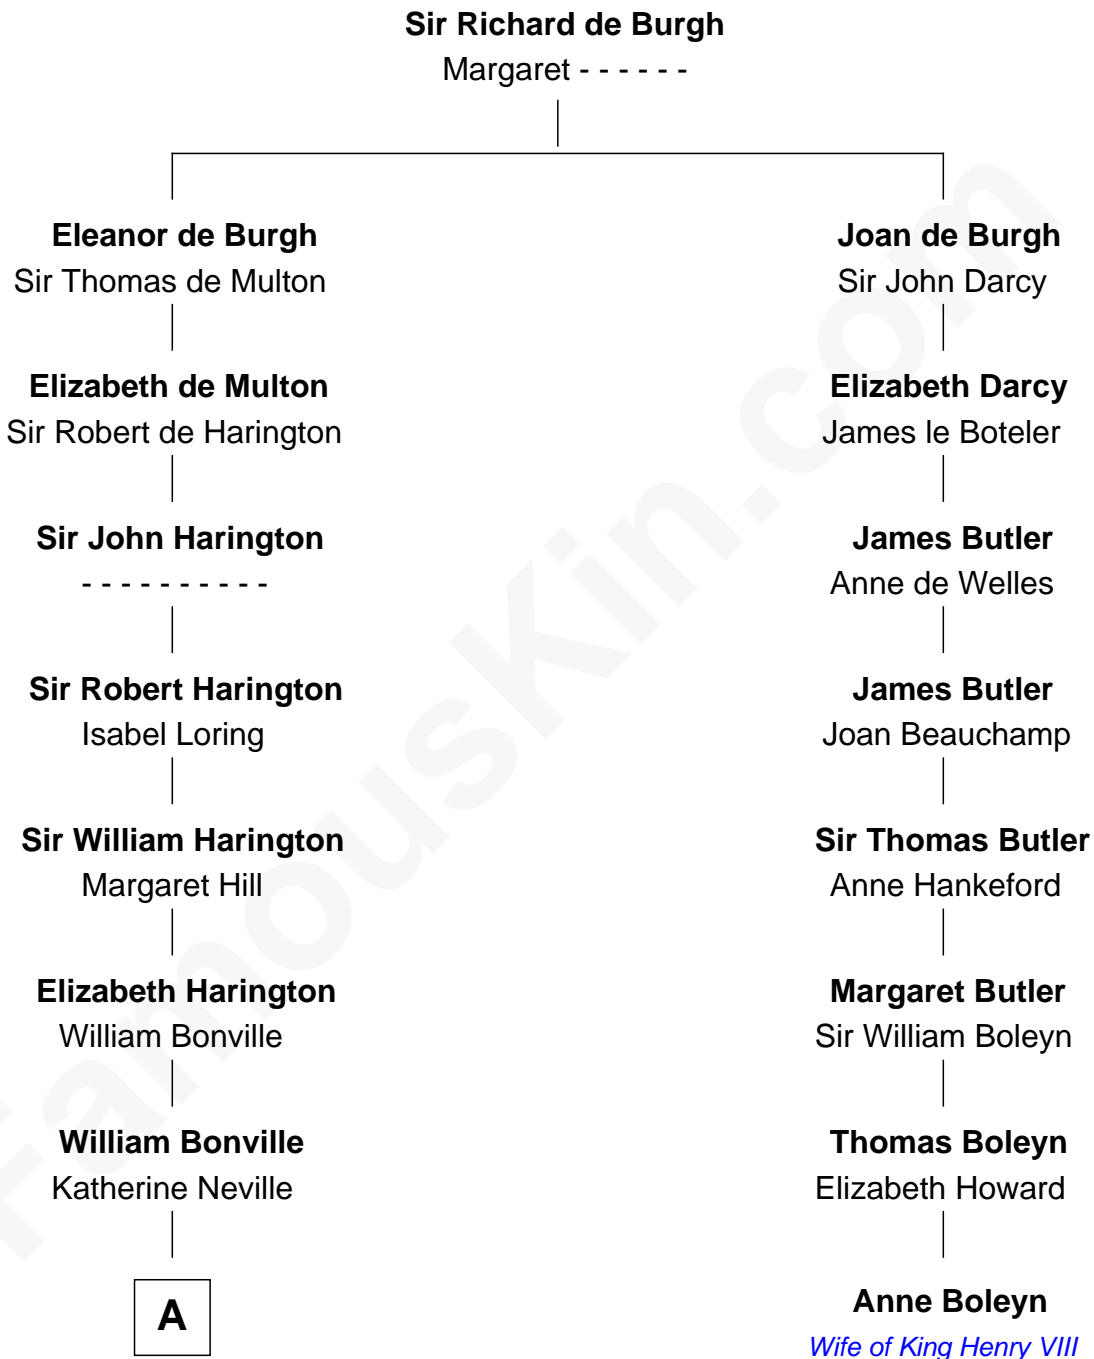 Sir Richard de Burgh
Margaret - - - - - -
Eleanor de Burgh
Sir Thomas de Multon
Joan de Burgh
Sir John Darcy
Elizabeth de Multon
Sir Robert de Harington
Elizabeth Darcy
James le Boteler
Sir John Harington
- - - - - - - - - -
James Butler
Anne de Welles
Sir Robert Harington
Isabel Loring
James Butler
Joan Beauchamp
Sir William Harington
Margaret Hill
Sir Thomas Butler
Anne Hankeford
Elizabeth Harington
William Bonville
Margaret Butler
Sir William Boleyn
William Bonville
Katherine Neville
Thomas Boleyn
Elizabeth Howard
A
Anne Boleyn
Wife of King Henry VIII
FamousKin.com